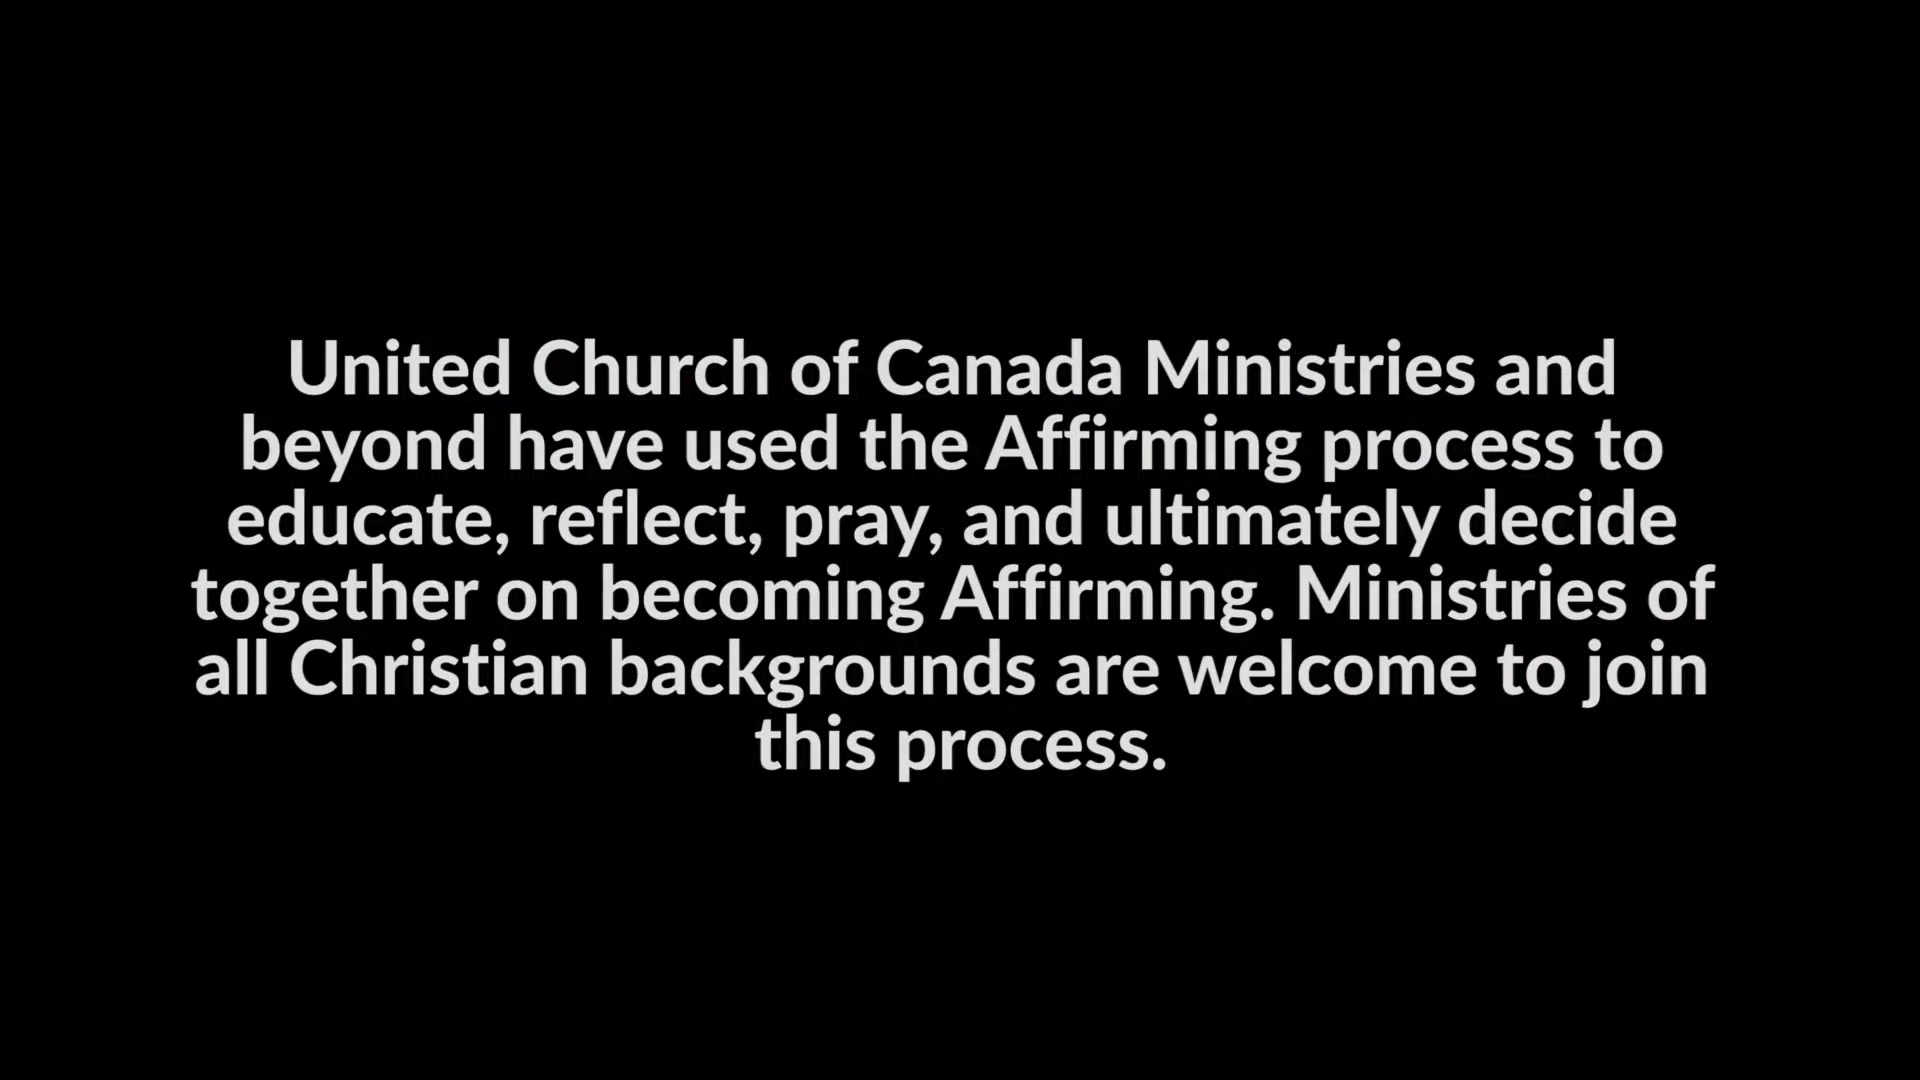 United Church of Canada Ministries and
beyond have used the Affirming process to
educate, reflect, pray, and ultimately decide
together on becoming Affirming. Ministries of
all Christian backgrounds are welcome to join
this process.